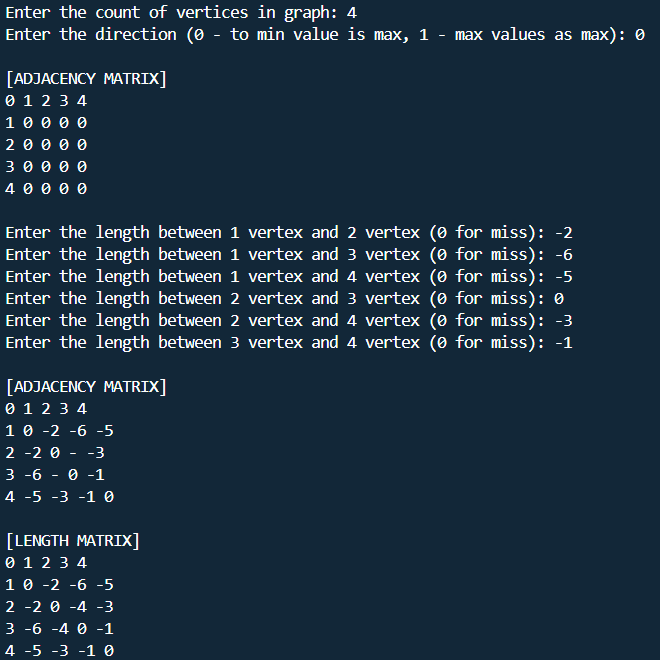 Enter the count of vertices in graph: 4
Enter the direction (0 - to min value is max, 1 - max values as max): 0
[ADJACENCY MATRIX]
0 1 2 3 4
1 0 0 0 0
2 0 0 0 0
3 0 0 0 0
4 0 0 0 0
Enter the length between 1 vertex and 2 vertex (0 for miss): -2
Enter the length between 1 vertex and 3 vertex (0 for miss): -6
Enter the length between 1 vertex and 4 vertex (0 for miss): -5
Enter the length between 2 vertex and 3 vertex (0 for miss): 0
Enter the length between 2 vertex and 4 vertex (0 for miss): -3
Enter the length between 3 vertex and 4 vertex (0 for miss): -1
[ADJACENCY MATRIX]
0 1 2 3 4
1 0 -2 -6 -5
2 -2 0 - -3
3 -6 - 0 -1
4 -5 -3 -1 0
[LENGTH MATRIX]
0 1 2 3 4
1 0 -2 -6 -5
2 -2 0 -4 -3
3 -6 -4 0 -1
4 -5 -3 -1 0